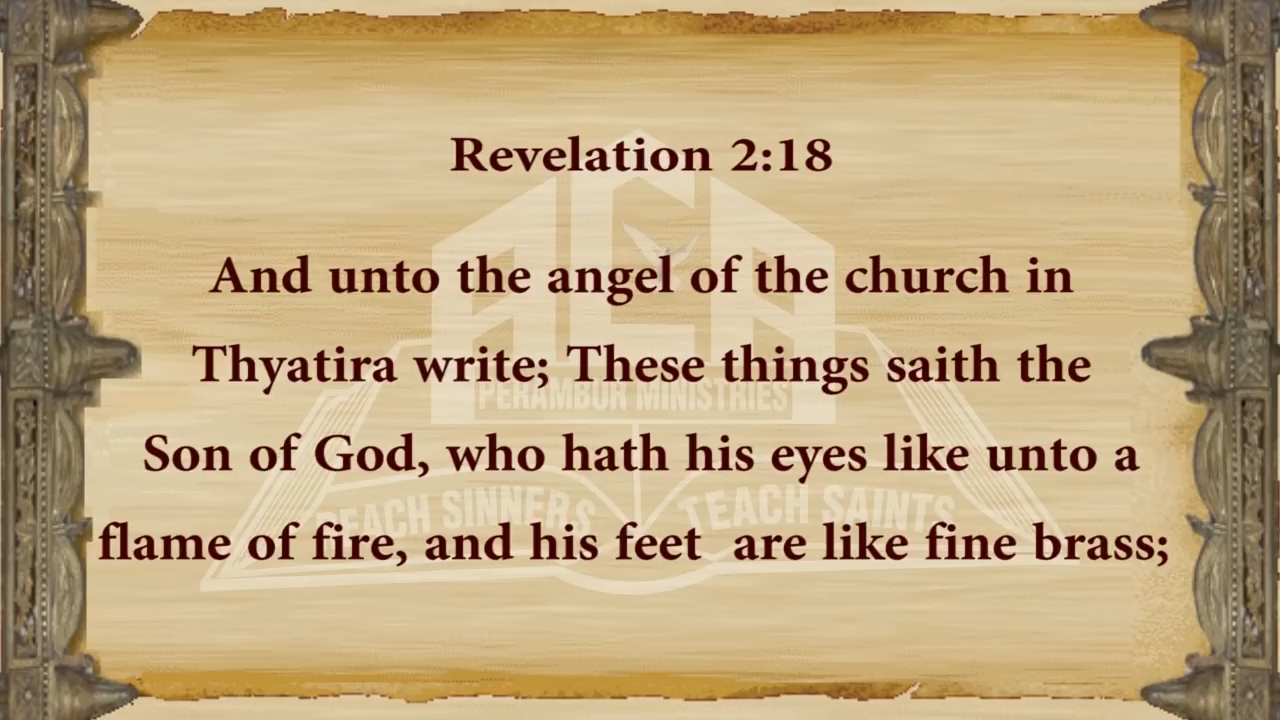 Revelation 2:18
And unto the angel of the church in
Thyatira write; These things saith the
Son of God, who hath his eyes like unto a
flame of fire, and his feet are like fine brass;
ACA
PERAMBUR MINISTRIES
REACH SINNERS TEACH SAINTS